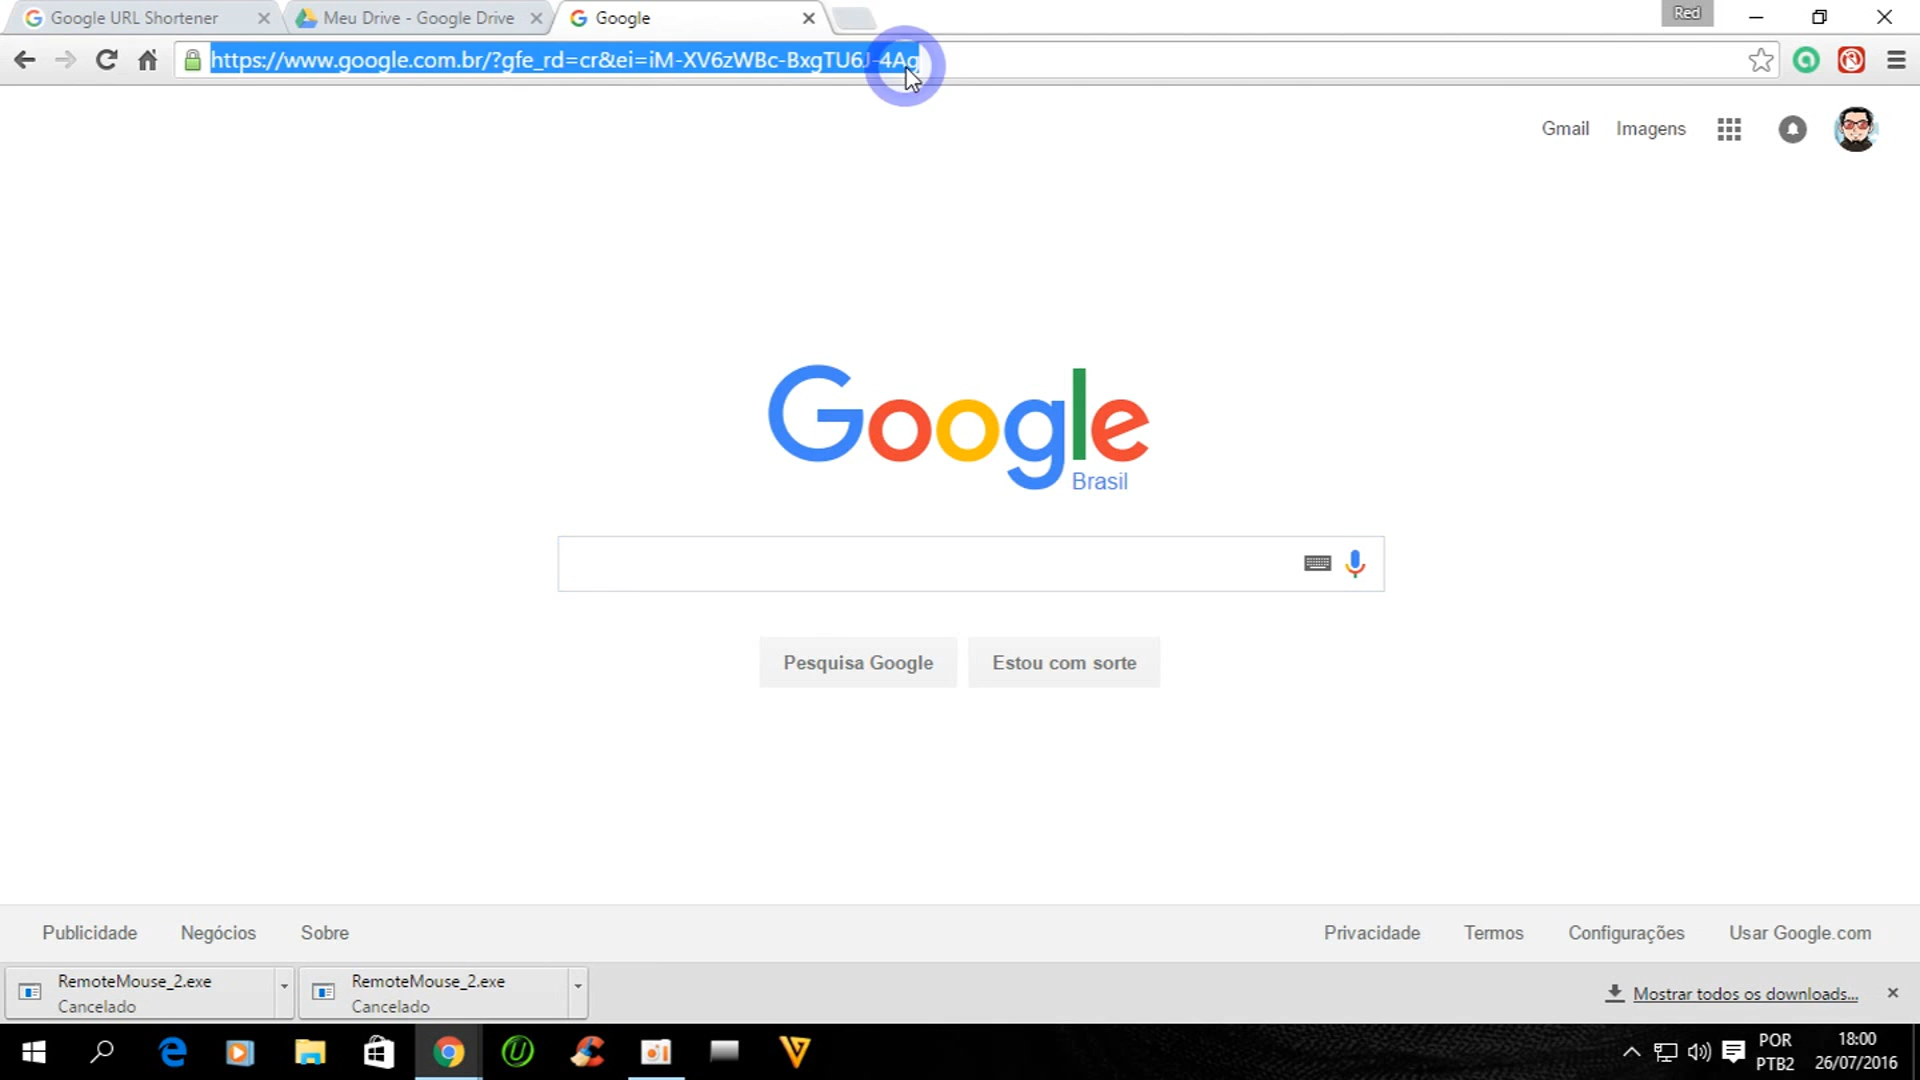 Google URL Shortener
Meu Drive - Google Drive
Google
Red
https://www.google.com.br/?gfe_rd=cr&ei=iM-XV6zWBc-BxgTU6J-4Ag
Gmail
Imagens
Google
Brasil
Pesquisa Google
Estou com sorte
Publicidade
Negócios
Sobre
Privacidade
Termos
Configurações
Usar Google.com
RemoteMouse_2.exe
Cancelado
RemoteMouse_2.exe
Cancelado
Mostrar todos os downloads...
POR
PTB2
18:00
26/07/2016